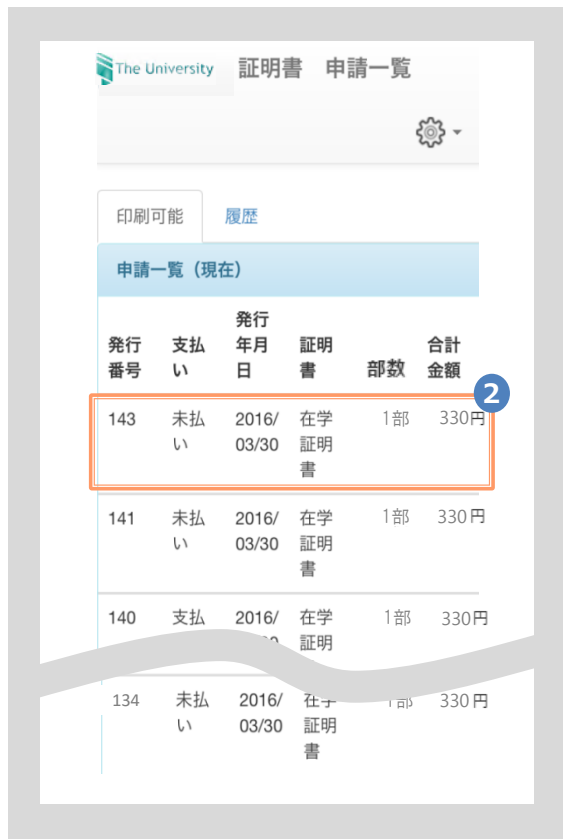 The University 証明書 申請一覧
印刷可能 履歴
申請一覧（現在）
発行
発行 支払 年月 証明 合計
番号 い 日 書 部数 金額
2
143 未払 2016/ 在学 1部 330円
い 03/30 証明
書
141 未払 2016/ 在学 1部 330円
い 03/30 証明
書
140 支払 2016/ 在学 1部 330円
証明
134 未払 2016/ 在学 1部 330円
い 03/30 証明
書